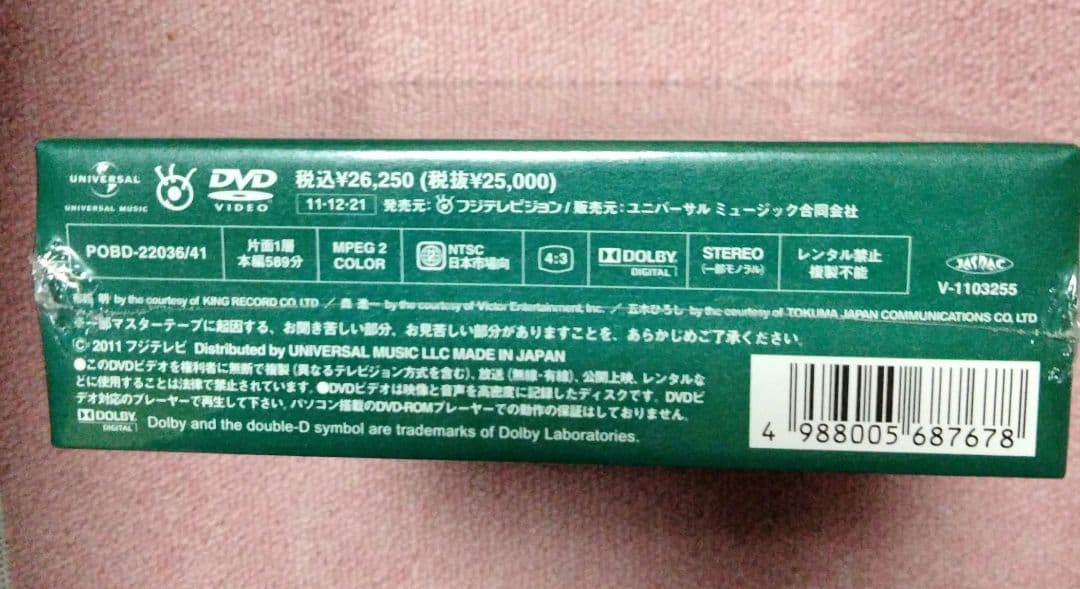 UNIVERSAL
UNIVERSAL MUSIC
DVD
VIDEO
税込¥26,250 (税抜¥25,000)
11・12・21 発売元: フジテレビジョン / 販売元: ユニバーサル ミュージック合同会社
POBD-22036/41
片面1層
本編589分
MPEG 2
COLOR
2
NTSC
日本市場向
4:3
DOLBY
DIGITAL
STEREO
(一部モノラル)
レンタル禁止
複製不能
JASRAC
V-1103255
布施 明 by the courtesy of KING RECORD CO. LTD / 森 進一 by the courtesy of Victor Entertainment, Inc. / 五木ひろし by the courtesy of TOKUMA JAPAN COMMUNICATIONS CO. LTD
※一部マスターテープに起因する、お聞き苦しい部分、お見苦しい部分がありますことを、あらかじめご了承ください。
Ⓒ 2011 フジテレビ Distributed by UNIVERSAL MUSIC LLC MADE IN JAPAN
●このDVDビデオを権利者に無断で複製(異なるテレビジョン方式を含む)、放送(無線・有線)、公開上映、レンタルな
どに使用することは法律で禁止されています。●DVDビデオは映像と音声を高密度に記録したディスクです。DVDビ
デオ対応のプレーヤーで再生して下さい。パソコン搭載のDVD-ROMプレーヤーでの動作の保証はしておりません。
DOLBY
DIGITAL
Dolby and the double-D symbol are trademarks of Dolby Laboratories.
4 988005 687678